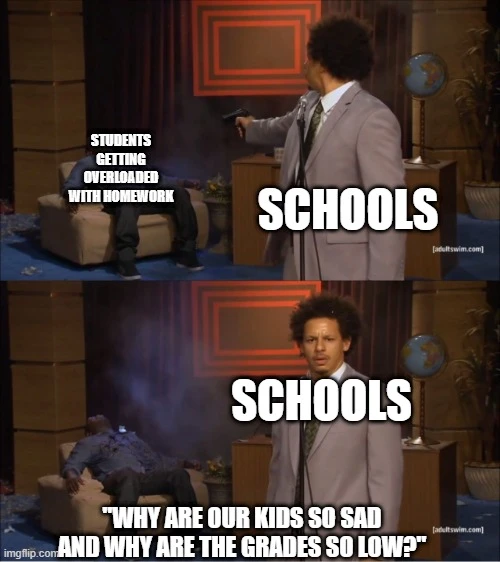 STUDENTS
GETTING
OVERLOADED
WITH HOMEWORK
SCHOOLS
[adultswim.com]
SCHOOLS
"WHY ARE OUR KIDS SO SAD
AND WHY ARE THE GRADES SO LOW?"
[adultswim.com]
imgflip.com